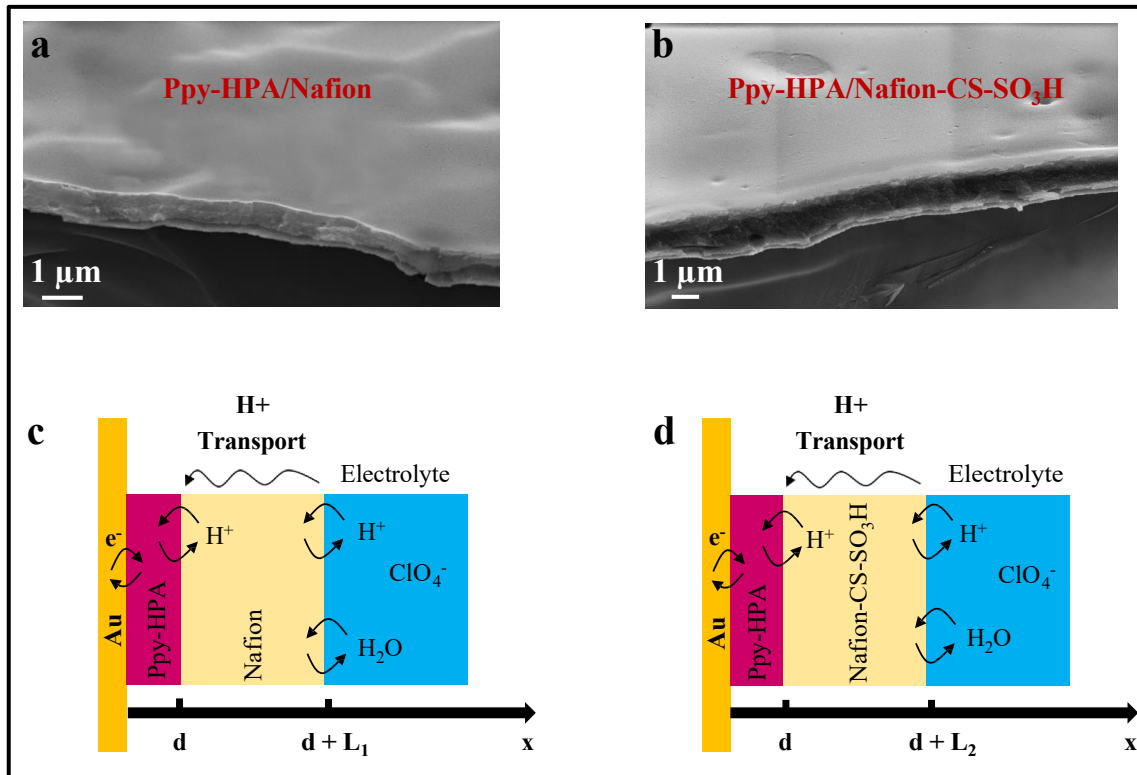 a
Ppy-HPA/Nafion
1 µm
b
Ppy-HPA/Nafion-CS-SO₃H
1 µm
c
H+
Transport
Electrolyte
e-
H⁺
H⁺
ClO₄⁻
H₂O
Au
Ppy-HPA
Nafion
d
d + L₁
x
d
H+
Transport
Electrolyte
e-
H⁺
H⁺
ClO₄⁻
H₂O
Au
Ppy-HPA
Nafion-CS-SO₃H
d
d + L₂
x